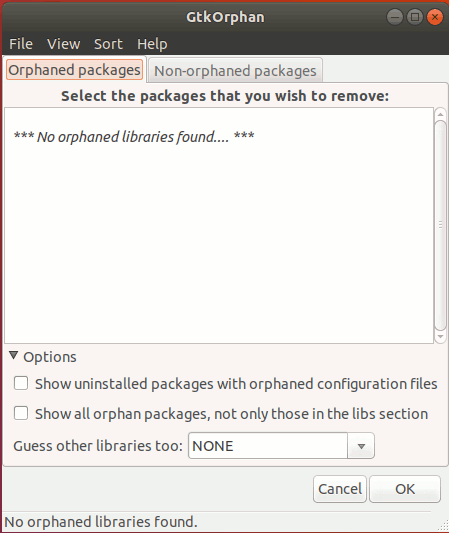 GtkOrphan
File View Sort Help
Orphaned packages Non-orphaned packages
Select the packages that you wish to remove:
*** No orphaned libraries found.... ***
Options
Show uninstalled packages with orphaned configuration files
Show all orphan packages, not only those in the libs section
Guess other libraries too: NONE
Cancel OK
No orphaned libraries found.